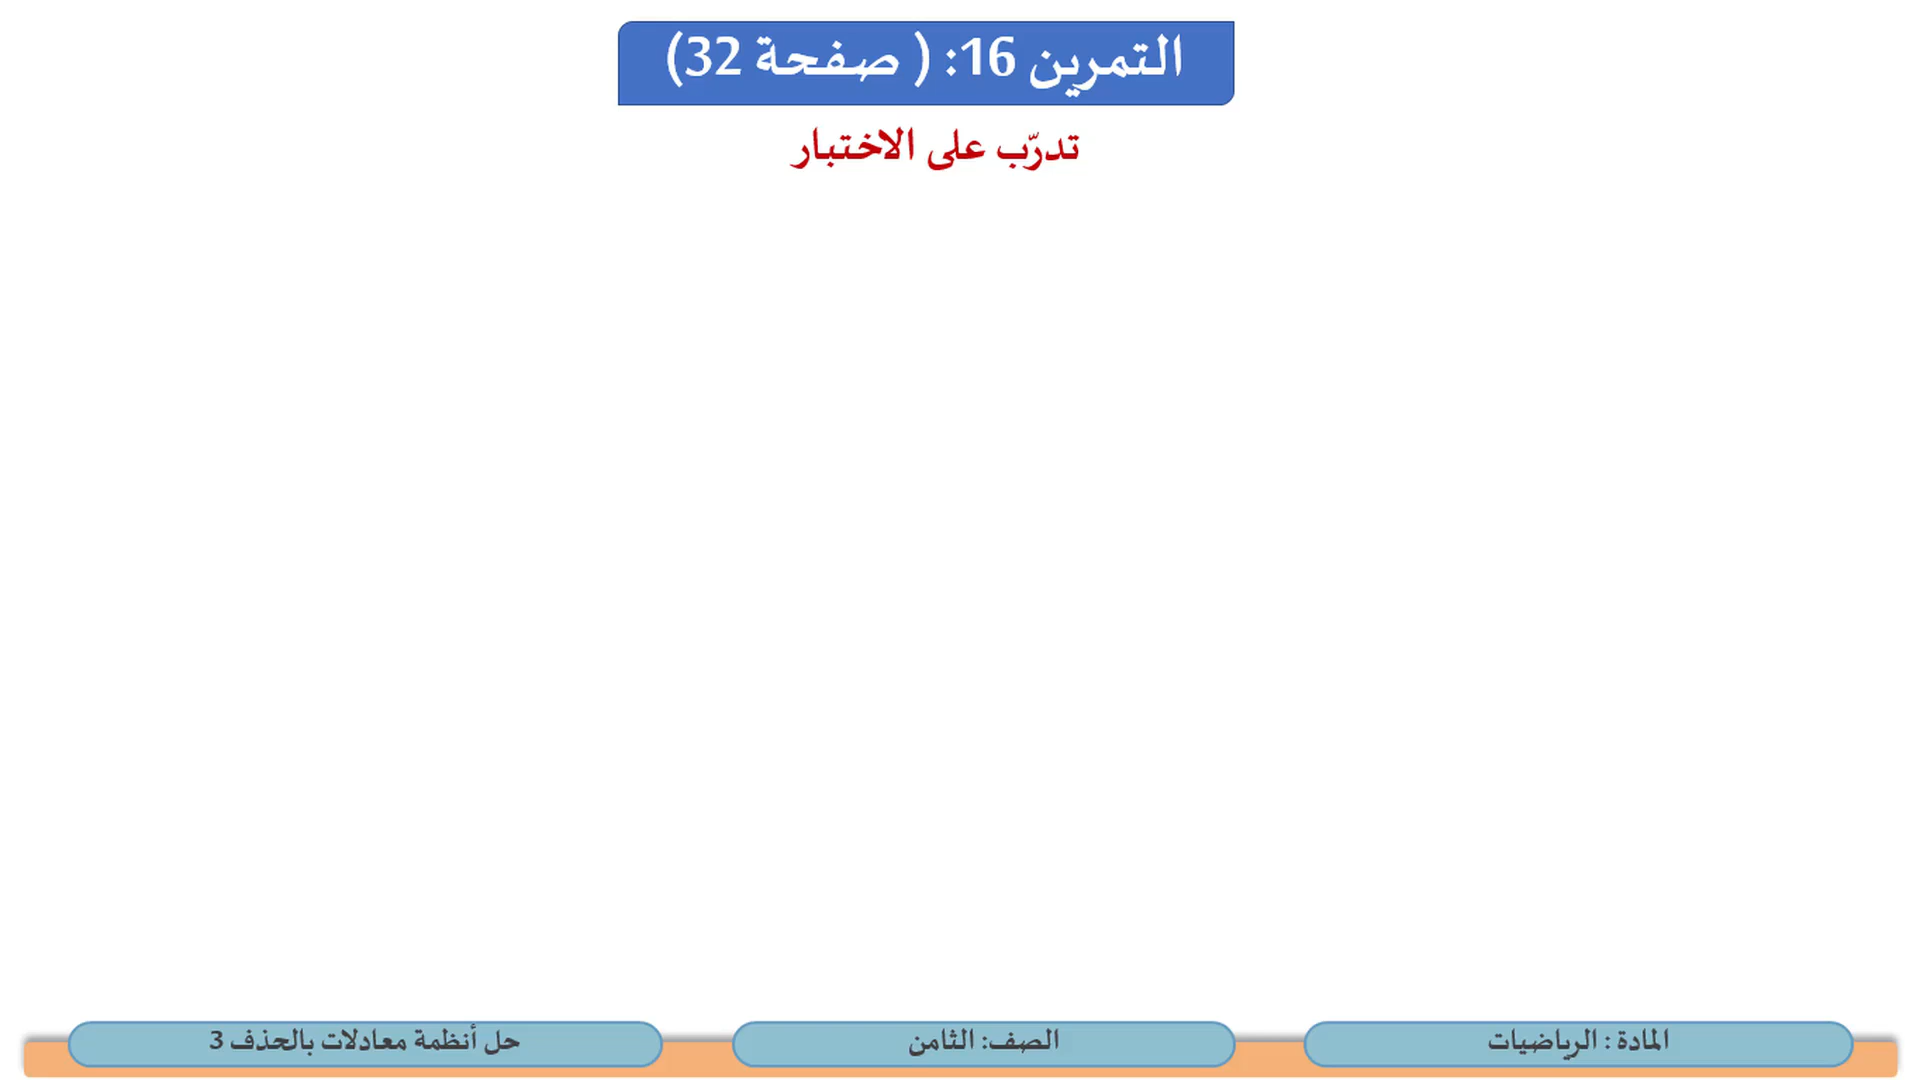 التمرين 16: ( صفحة 32)
تدرّب على الاختبار
المادة : الرياضيات
الصف: الثامن
حل أنظمة معادلات بالحذف 3